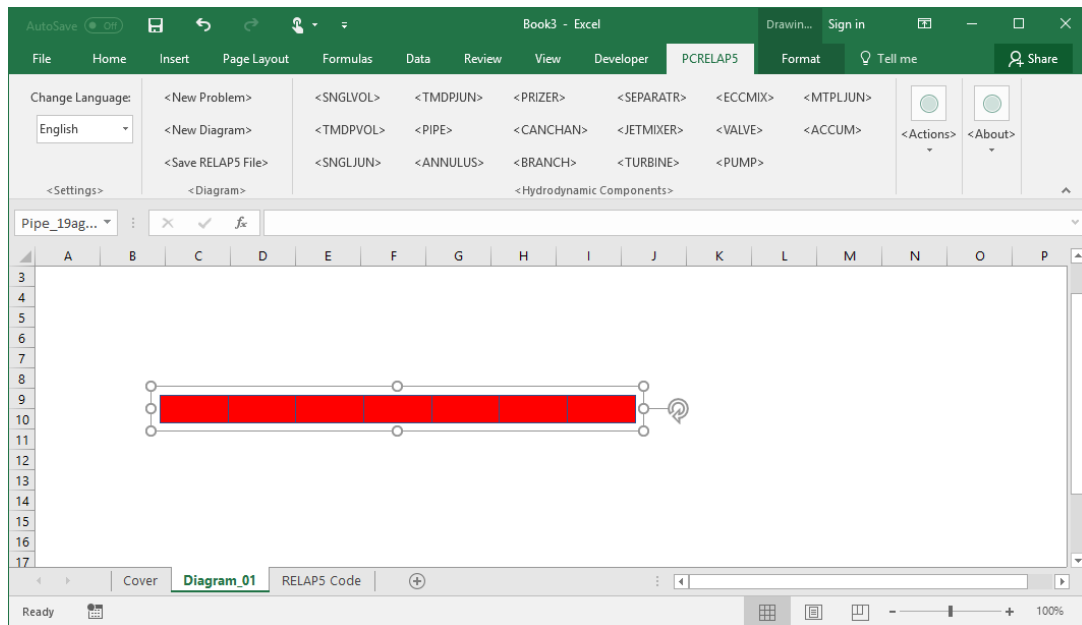 AutoSave Off Book3 - Excel Drawin... Sign in
File Home Insert Page Layout Formulas Data Review View Developer PCRELAP5 Format Tell me Share
Change Language: <New Problem> <SNGLVOL> <TMDPJUN> <PRIZER> <SEPARATR> <ECCMIX> <MTPLJUN>
English <New Diagram> <TMDPVOL> <PIPE> <CANCHAN> <JETMIXER> <VALVE> <ACCUM> <Actions> <About>
<Save RELAP5 File> <SNGLJUN> <ANNULUS> <BRANCH> <TURBINE> <PUMP>
<Settings> <Diagram> <Hydrodynamic Components>
Pipe_19ag... fx
A B C D E F G H I J K L M N O P
3
4
5
6
7
8
9
10
11
12
13
14
15
16
17
Cover Diagram_01 RELAP5 Code
Ready 100%